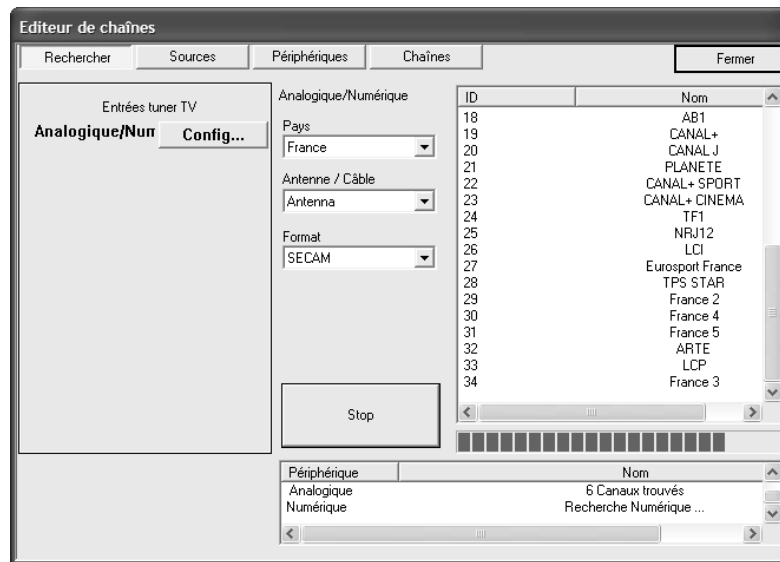 Editeur de chaînes
Rechercher Sources Périphériques Chaînes Fermer
Entrées tuner TV
Analogique/Num Config...
Analogique/Numérique
Pays
France
Antenne / Câble
Antenna
Format
SECAM
Stop
ID Nom
18 AB1
19 CANAL+
20 CANAL J
21 PLANETE
22 CANAL+ SPORT
23 CANAL+ CINEMA
24 TF1
25 NRJ12
26 LCI
27 Eurosport France
28 TPS STAR
29 France 2
30 France 4
31 France 5
32 ARTE
33 LCP
34 France 3
Périphérique Nom
Analogique 6 Canaux trouvés
Numérique Recherche Numérique ...